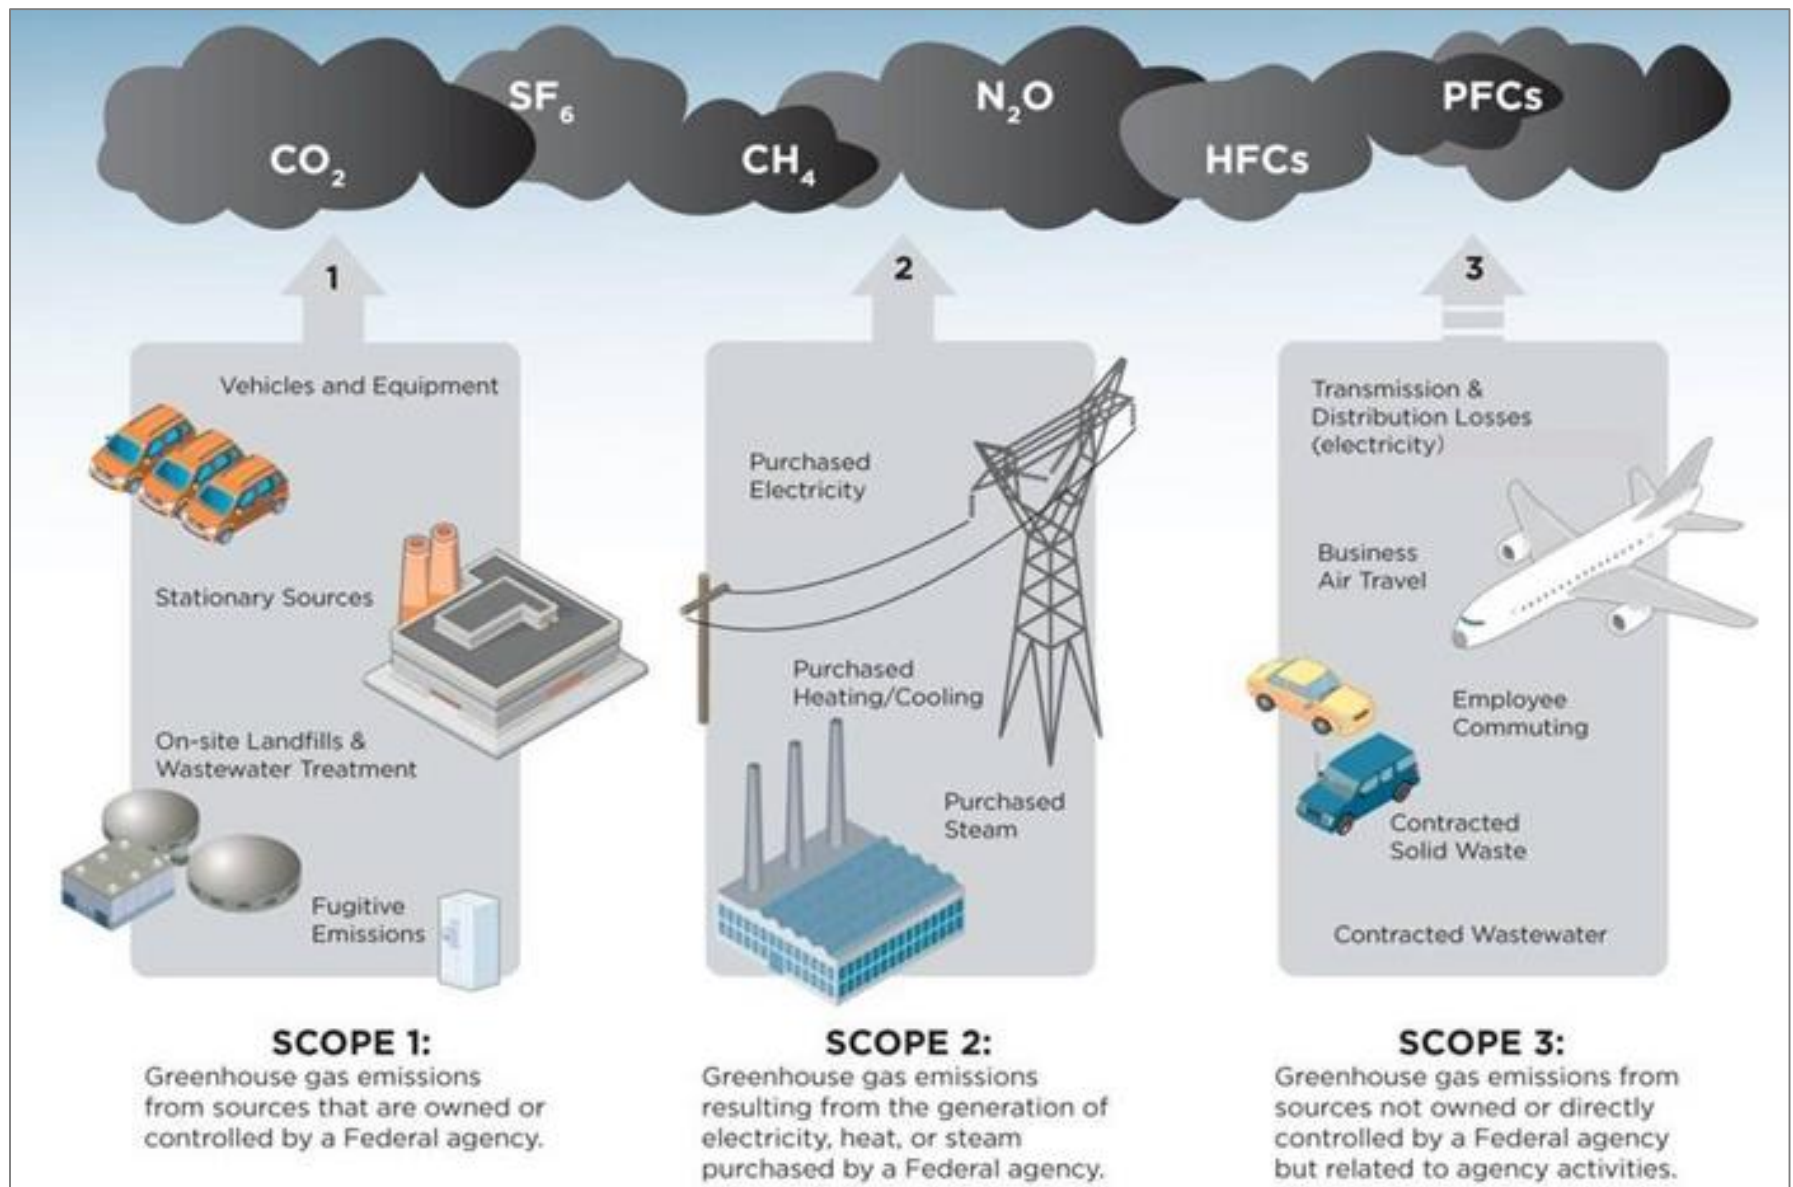 SF₆
N₂O
PFCs
CO₂
CH₄
HFCs
1
2
3
Vehicles and Equipment
Stationary Sources
On-site Landfills &
Wastewater Treatment
Fugitive
Emissions
Purchased
Electricity
Purchased
Heating/Cooling
Purchased
Steam
Transmission &
Distribution Losses
(electricity)
Business
Air Travel
Employee
Commuting
Contracted
Solid Waste
Contracted Wastewater
SCOPE 1:
Greenhouse gas emissions
from sources that are owned or
controlled by a Federal agency.
SCOPE 2:
Greenhouse gas emissions
resulting from the generation of
electricity, heat, or steam
purchased by a Federal agency.
SCOPE 3:
Greenhouse gas emissions from
sources not owned or directly
controlled by a Federal agency
but related to agency activities.